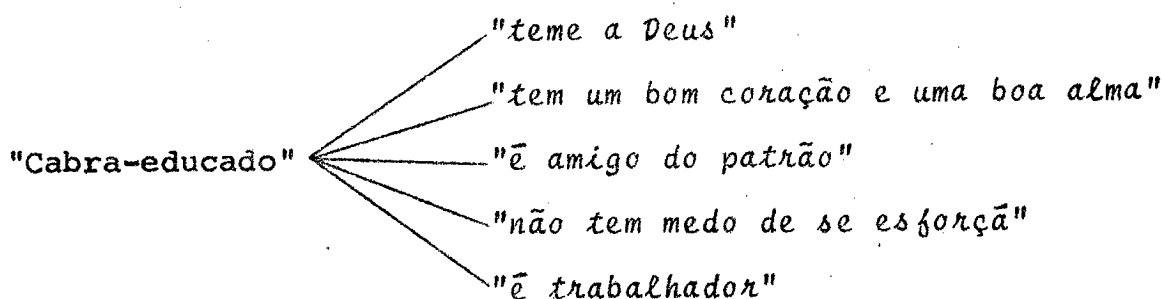 "teme a Deus"
"tem um bom coração e uma boa alma"
"Cabra-educado"
"é amigo do patrão"
"não tem medo de se esforçá"
"é trabalhador"